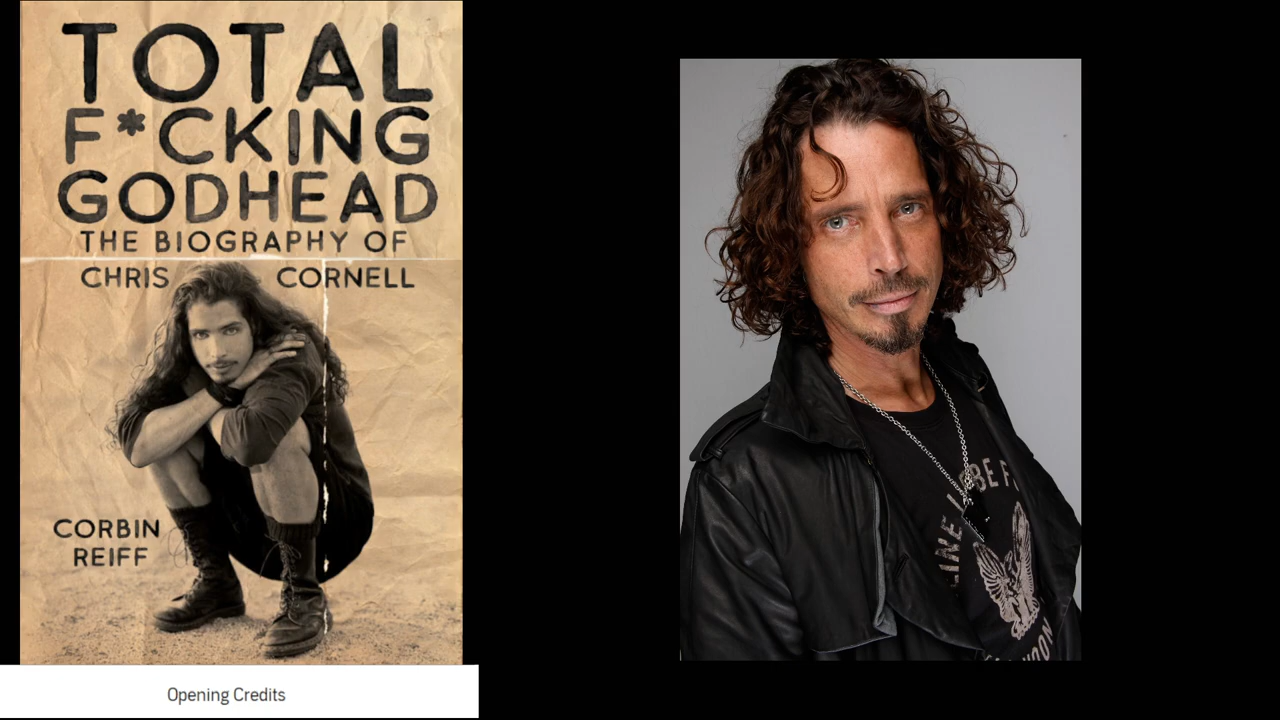 TOTAL
F*CKING
GODHEAD
THE BIOGRAPHY OF
CHRIS CORNELL
CORBIN
REIFF
Opening Credits